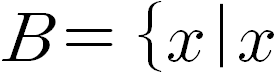 B = {x | x